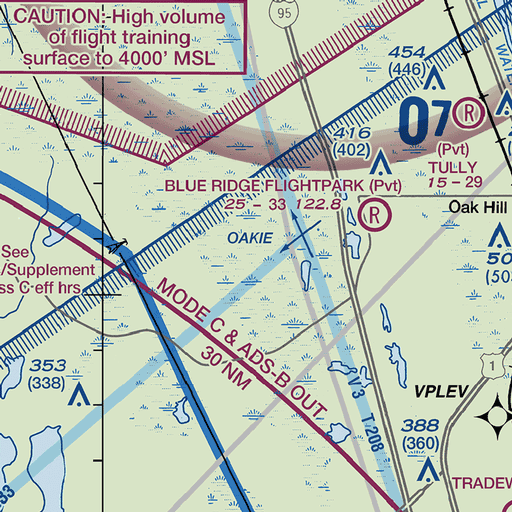 CAUTION:-High volume
of flight training
surface to 4000' MSL
95
454
(446)
07
R
(Pvt)
TULLY
15 – 29
416
(402)
BLUE RIDGE FLIGHTPARK (Pvt)
25 – 33 122.8
R
Oak Hill
OAKIE
See
/Supplement
ss C eff hrs
MODE C & ADS-B OUT
30 NM
353
(338)
V 3
T 208
VPLEV
1
388
(360)
TRADEW